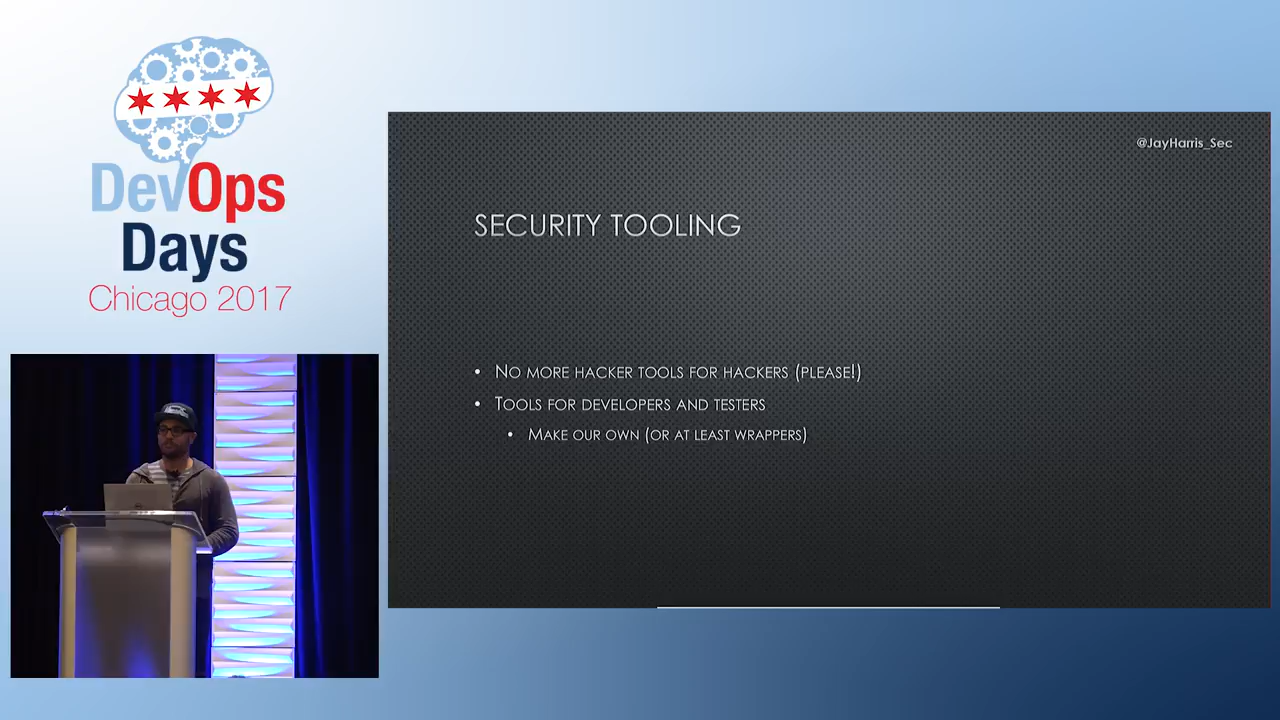 DevOps
Days
Chicago 2017
@JayHarris_Sec
SECURITY TOOLING
• NO MORE HACKER TOOLS FOR HACKERS (PLEASE!)
• TOOLS FOR DEVELOPERS AND TESTERS
• MAKE OUR OWN (OR AT LEAST WRAPPERS)